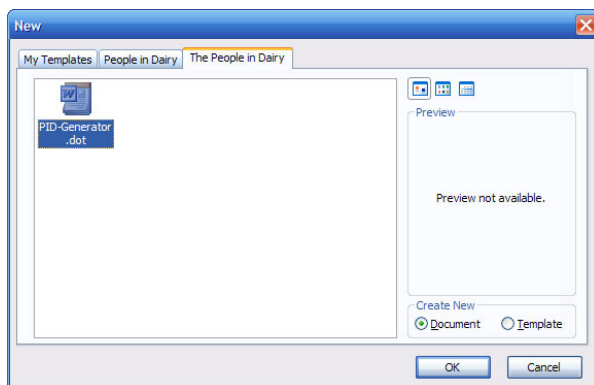 New
My Templates People in Dairy The People in Dairy
PID-Generator
.dot
Preview
Preview not available.
Create New
Document Template
OK Cancel